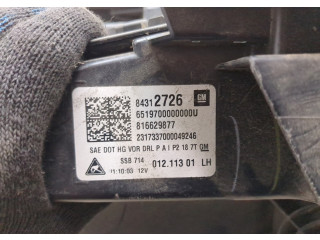 84312726
GM
6519700000000U
816629877
2317337000049246
SAE DOT HG VOR DRL P A I P2 18 7T GM
SSB 714
012.113 01 LH
11:10:03 12V